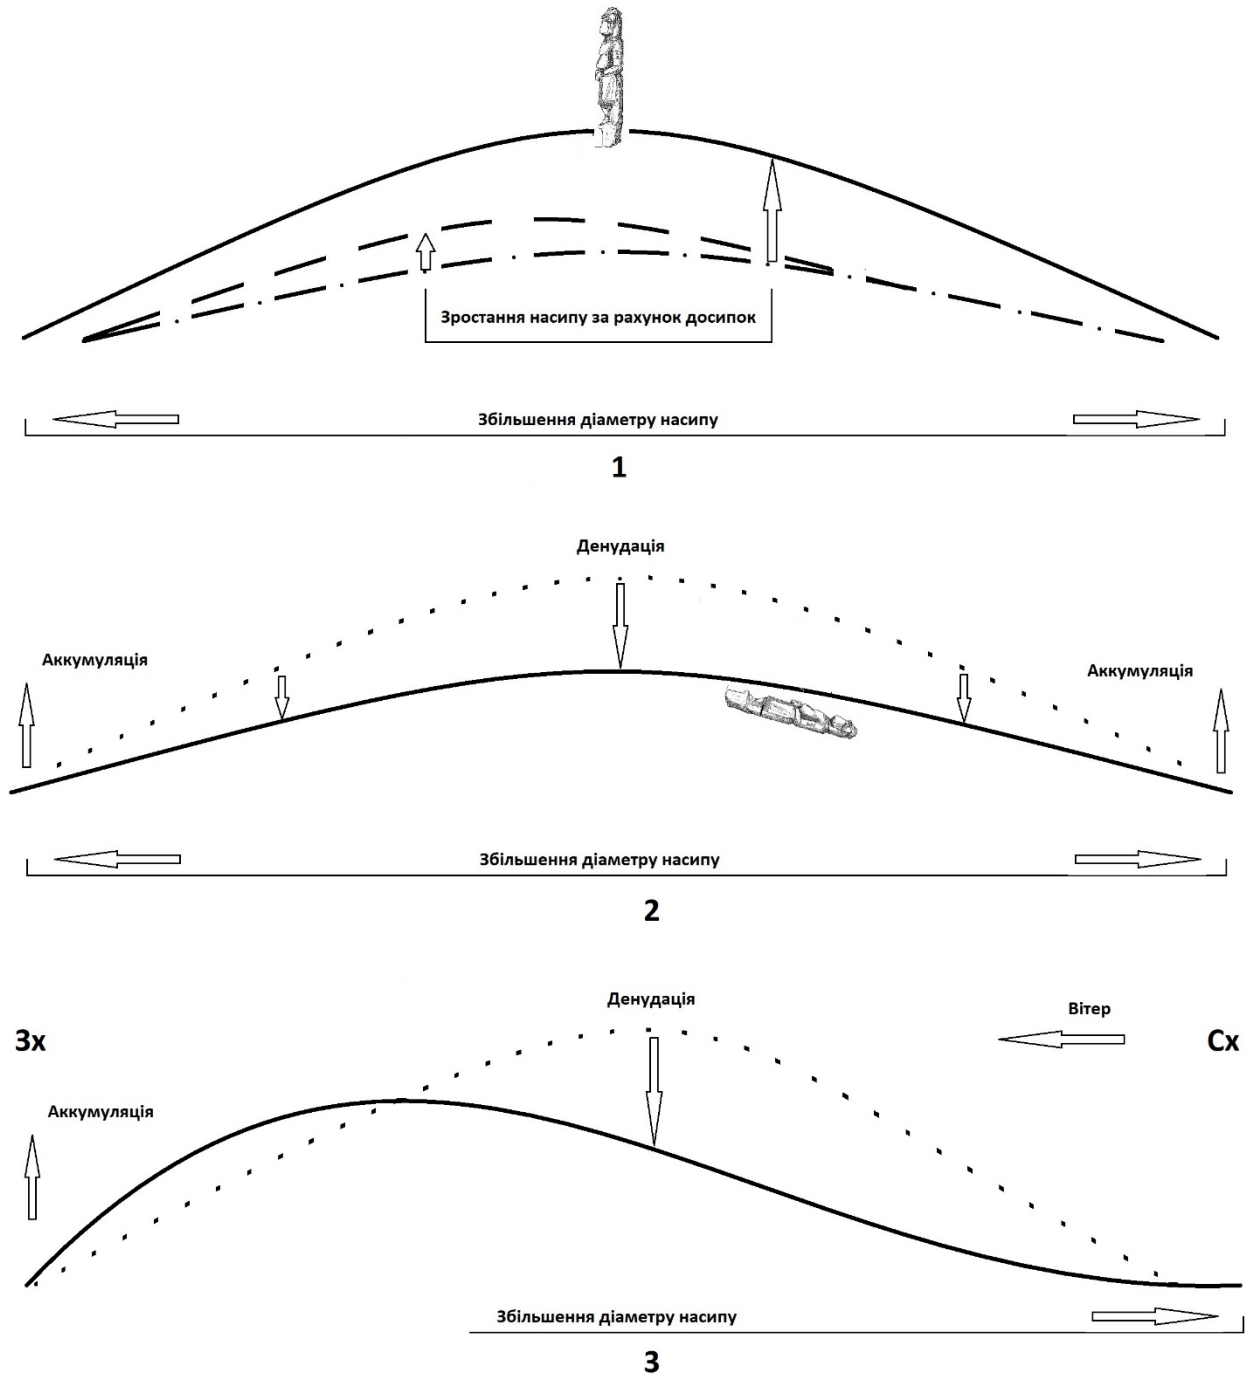 Зростання насипу за рахунок досипок
Збільшення діаметру насипу
1
Денудація
Аккумуляція
Аккумуляція
Збільшення діаметру насипу
2
Денудація
Вітер
Зх
Сх
Аккумуляція
Збільшення діаметру насипу
3